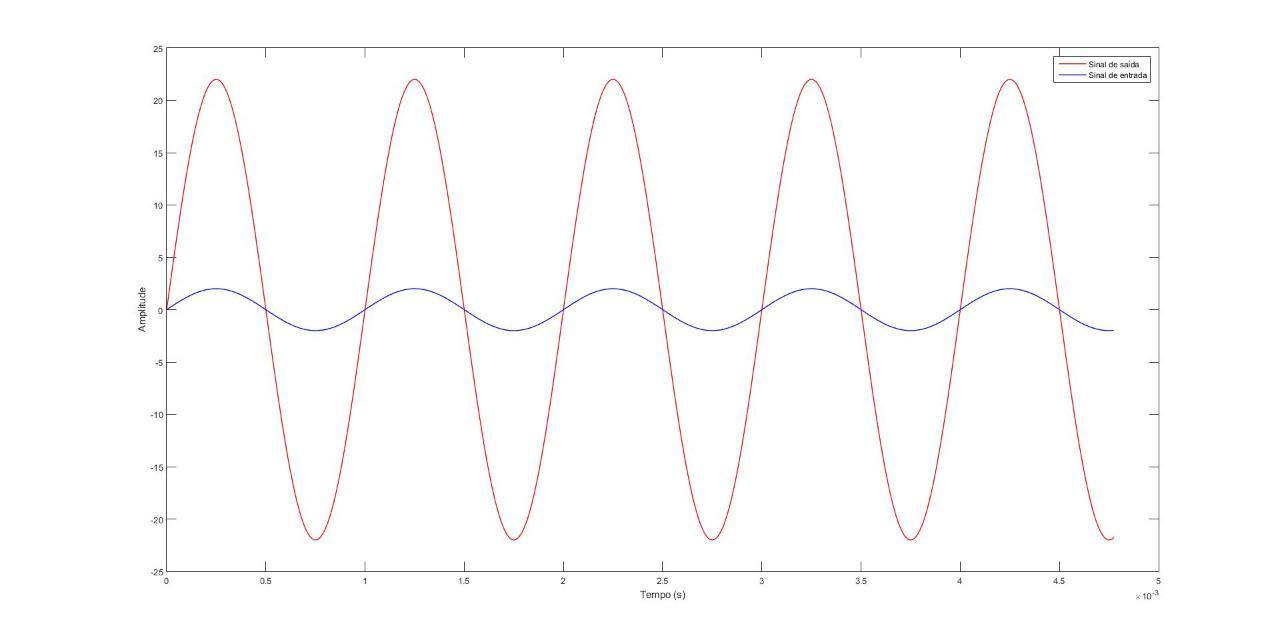 25
20
15
10
5
0
-5
-10
-15
-20
-25
Amplitude
Sinal de saída
Sinal de entrada
0 0.5 1 1.5 2 2.5 3 3.5 4 4.5 5
Tempo (s)
× 10⁻³